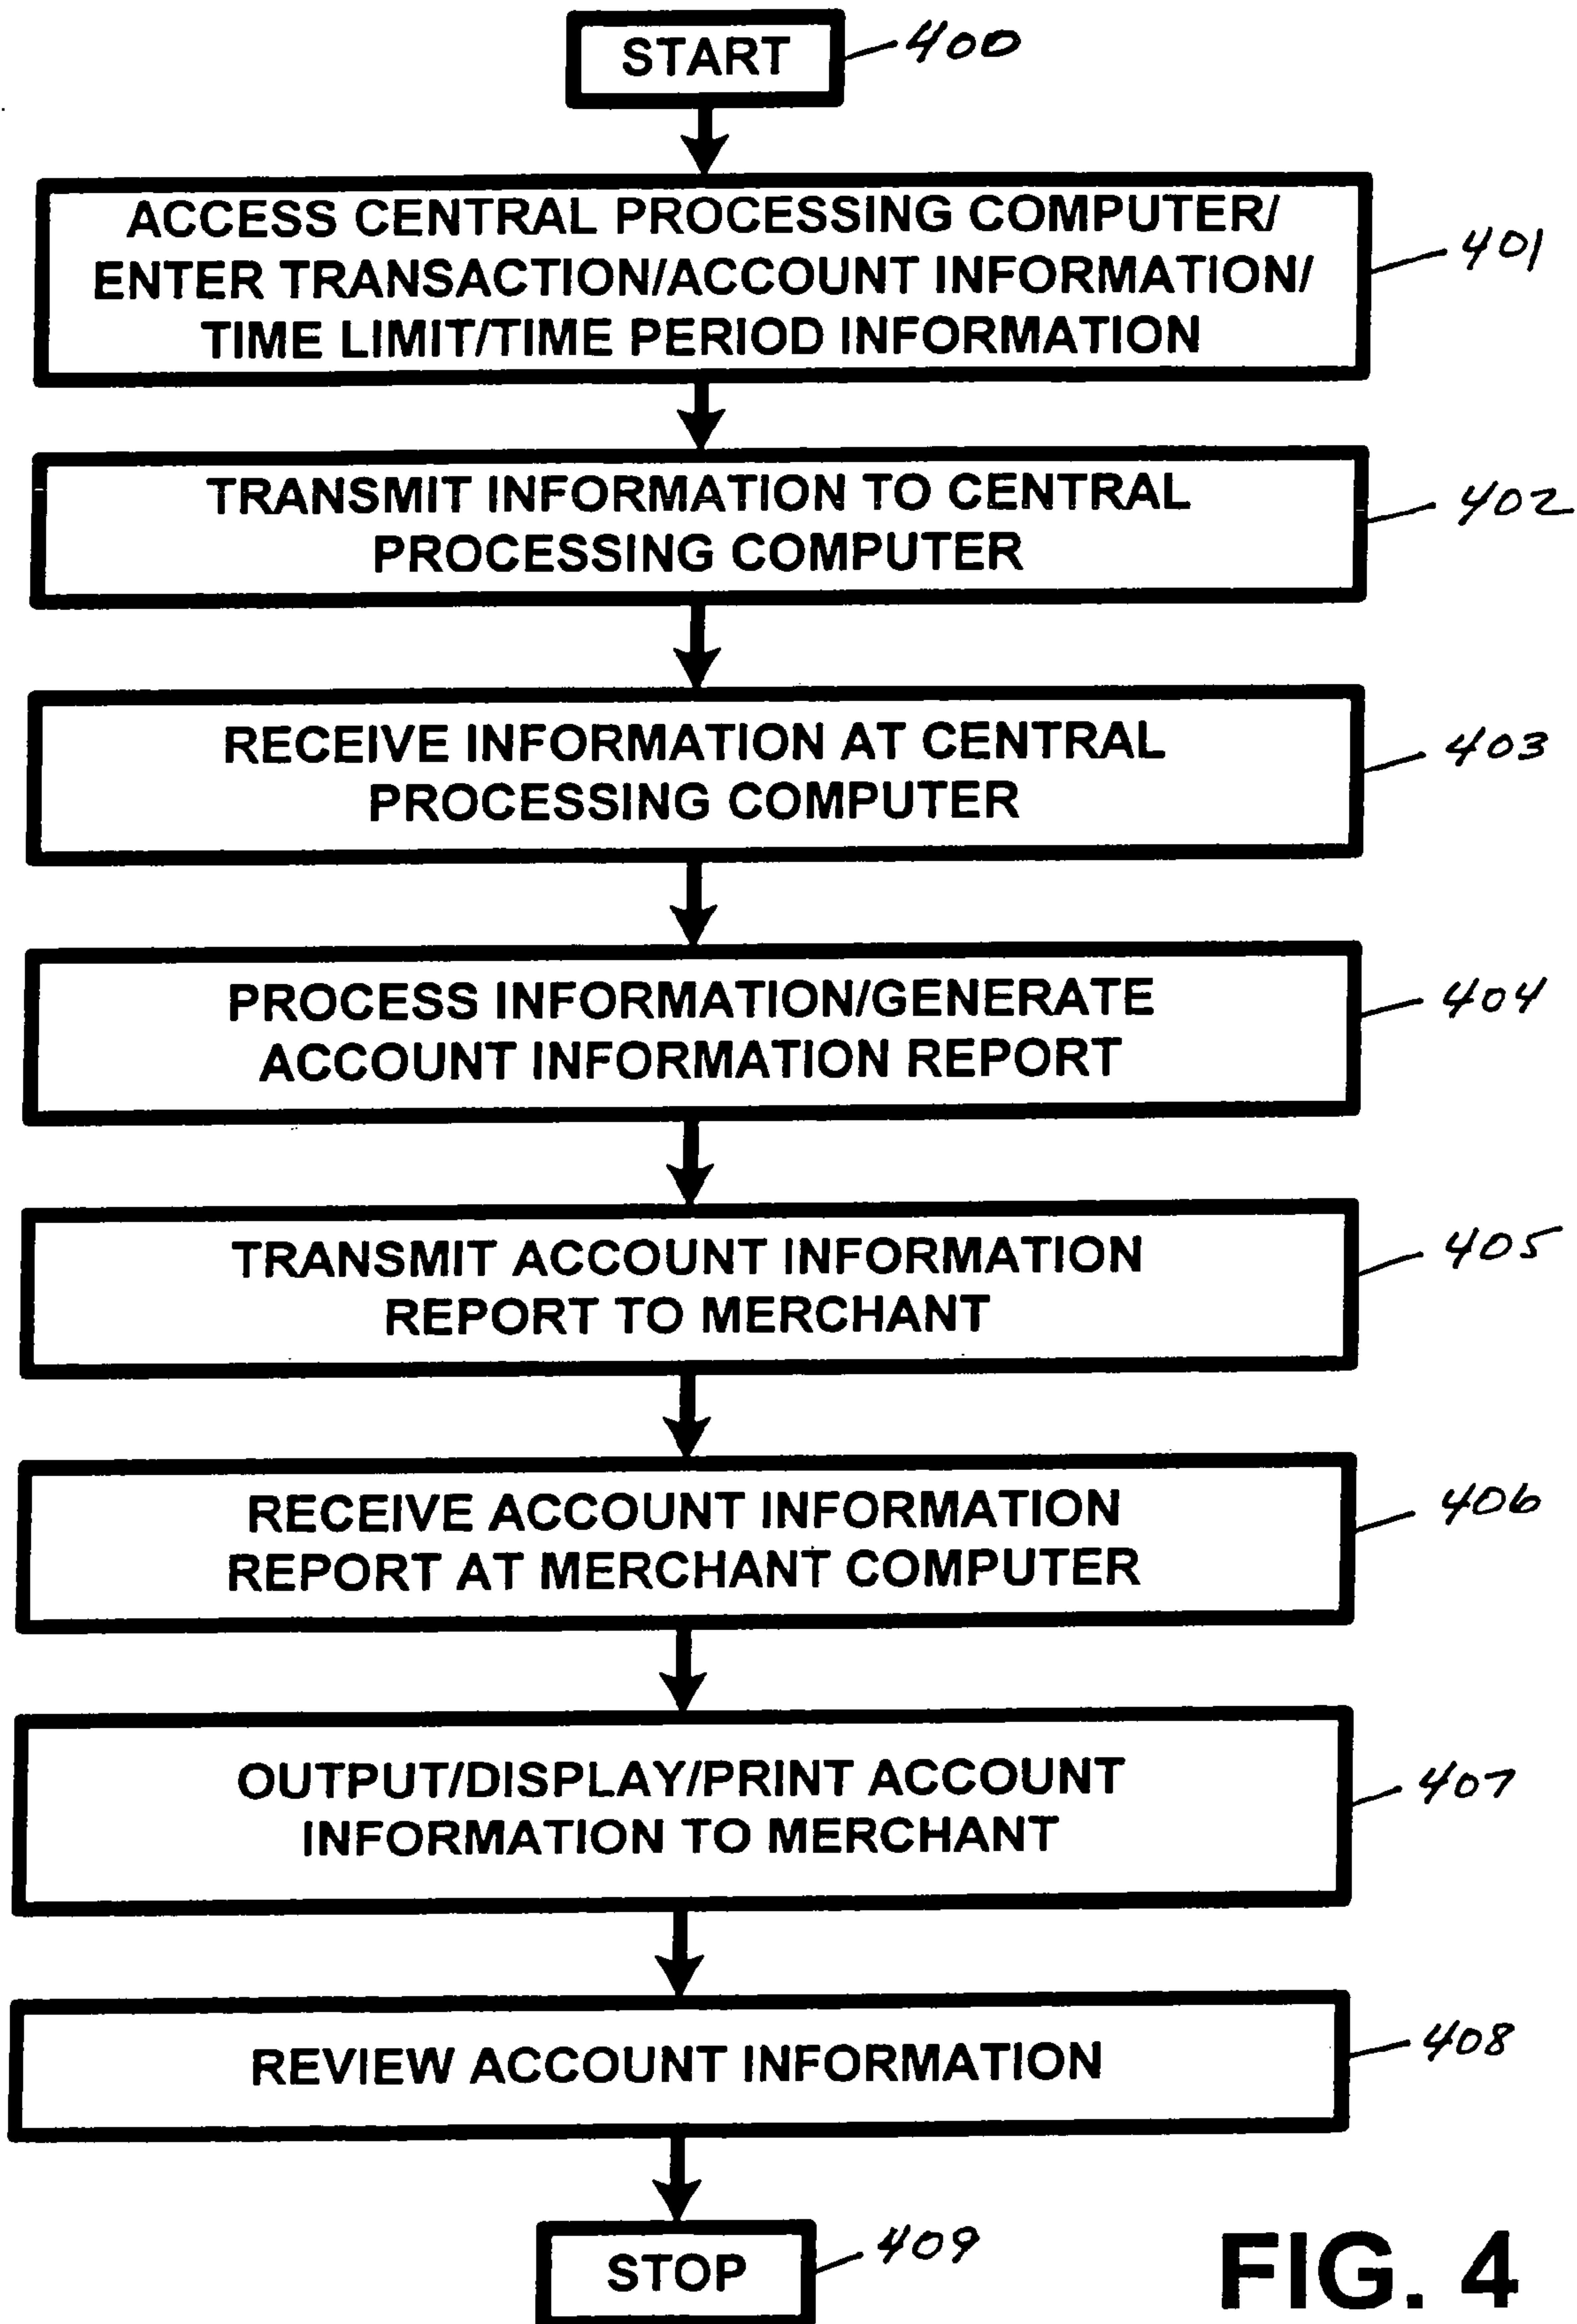 START
400
ACCESS CENTRAL PROCESSING COMPUTER/
ENTER TRANSACTION/ACCOUNT INFORMATION/
TIME LIMIT/TIME PERIOD INFORMATION
401
TRANSMIT INFORMATION TO CENTRAL
PROCESSING COMPUTER
402
RECEIVE INFORMATION AT CENTRAL
PROCESSING COMPUTER
403
PROCESS INFORMATION/GENERATE
ACCOUNT INFORMATION REPORT
404
TRANSMIT ACCOUNT INFORMATION
REPORT TO MERCHANT
405
RECEIVE ACCOUNT INFORMATION
REPORT AT MERCHANT COMPUTER
406
OUTPUT/DISPLAY/PRINT ACCOUNT
INFORMATION TO MERCHANT
407
REVIEW ACCOUNT INFORMATION
408
STOP
409
FIG. 4